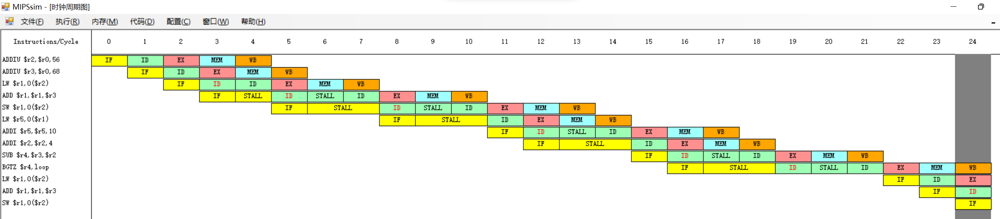 MIPSsim - [时钟周期图]
文件(F) 执行(R) 内存(M) 代码(D) 配置(C) 窗口(W) 帮助(H)
Instructions/Cycle 0 1 2 3 4 5 6 7 8 9 10 11 12 13 14 15 16 17 18 19 20 21 22 23 24
ADDIU $r2,$r0,56 IF ID EX MEM WB
ADDIU $r3,$r0,68 IF ID EX MEM WB
LW $r1,0($r2) IF ID ID EX MEM WB
ADD $r1,$r1,$r3 IF STALL ID STALL ID EX MEM WB
SW $r1,0($r2) IF STALL ID STALL ID EX MEM WB
LW $r5,0($r1) IF STALL ID EX MEM WB
ADDI $r5,$r5,10 IF ID STALL ID EX MEM WB
ADDI $r2,$r2,4 IF STALL ID EX MEM WB
SUB $r4,$r3,$r2 IF ID STALL ID EX MEM WB
BGTZ $r4,loop IF STALL ID STALL ID EX MEM WB
LW $r1,0($r2) IF ID EX
ADD $r1,$r1,$r3 IF ID
SW $r1,0($r2) IF